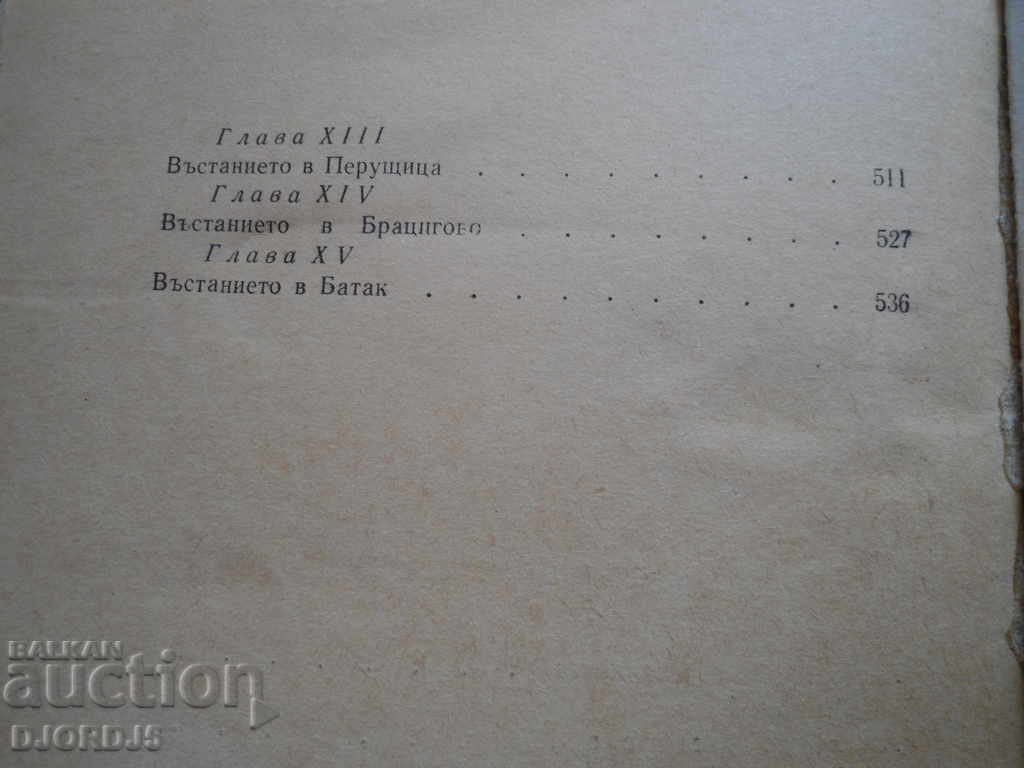 Глава XIII
Въстанието в Перущица . . . . . . . . . 511
Глава XIV
Въстанието в Брацигово . . . . . . . . 527
Глава XV
Въстанието в Батак . . . . . . . . . . 536
BALKAN
auction
DJORDJS